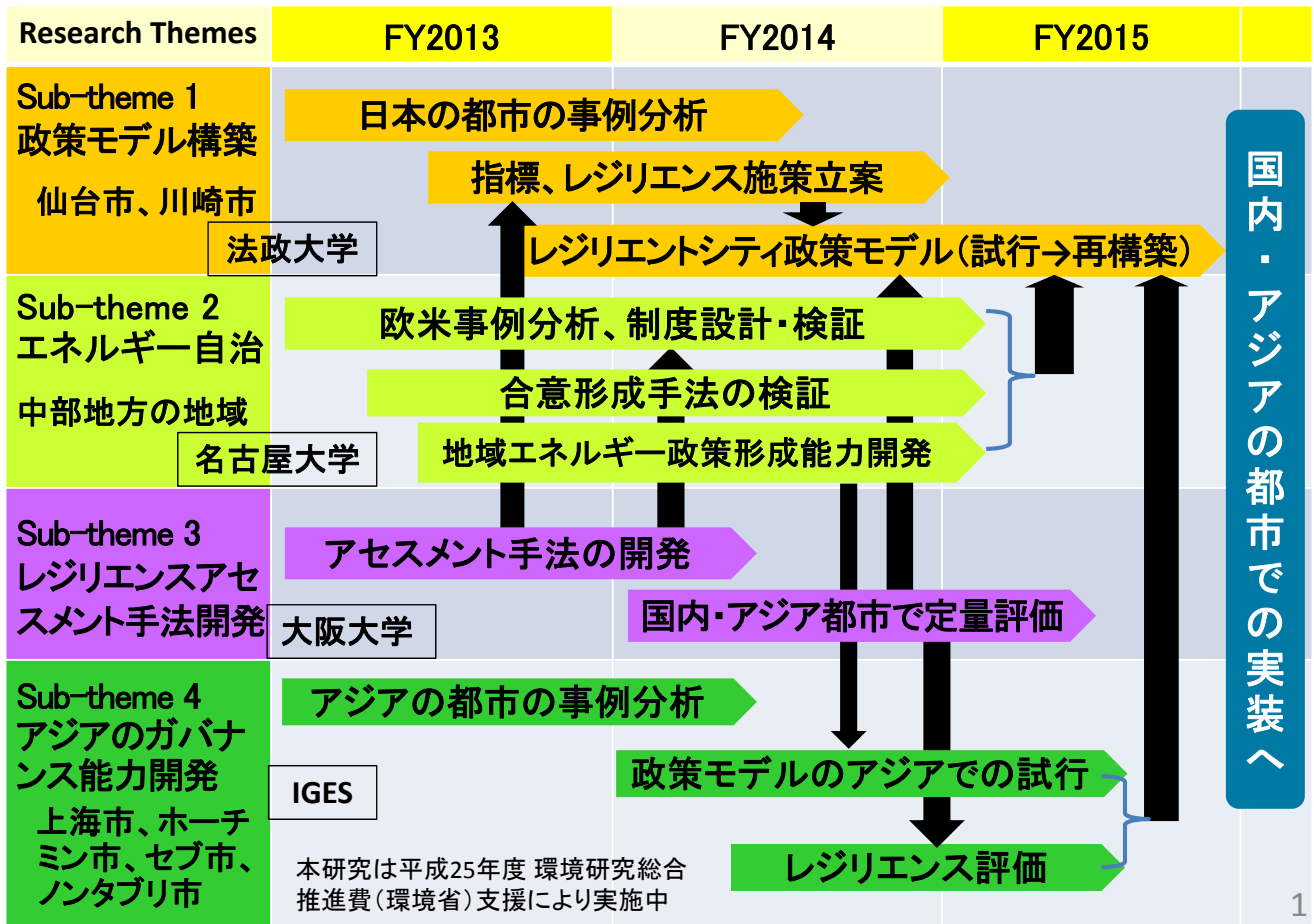 Research Themes
FY2013
FY2014
FY2015
Sub-theme 1
政策モデル構築
仙台市、川崎市
法政大学
日本の都市の事例分析
指標、レジリエンス施策立案
レジリエントシティ政策モデル(試行→再構築)
Sub-theme 2
エネルギー自治
中部地方の地域
名古屋大学
欧米事例分析、制度設計・検証
合意形成手法の検証
地域エネルギー政策形成能力開発
Sub-theme 3
レジリエンスアセ
スメント手法開発
大阪大学
アセスメント手法の開発
国内・アジア都市で定量評価
Sub-theme 4
アジアのガバナ
ンス能力開発
IGES
上海市、ホーチ
ミン市、セブ市、
ノンタブリ市
アジアの都市の事例分析
政策モデルのアジアでの試行
レジリエンス評価
本研究は平成25年度 環境研究総合
推進費(環境省)支援により実施中
国内・アジアの都市での実装へ
1